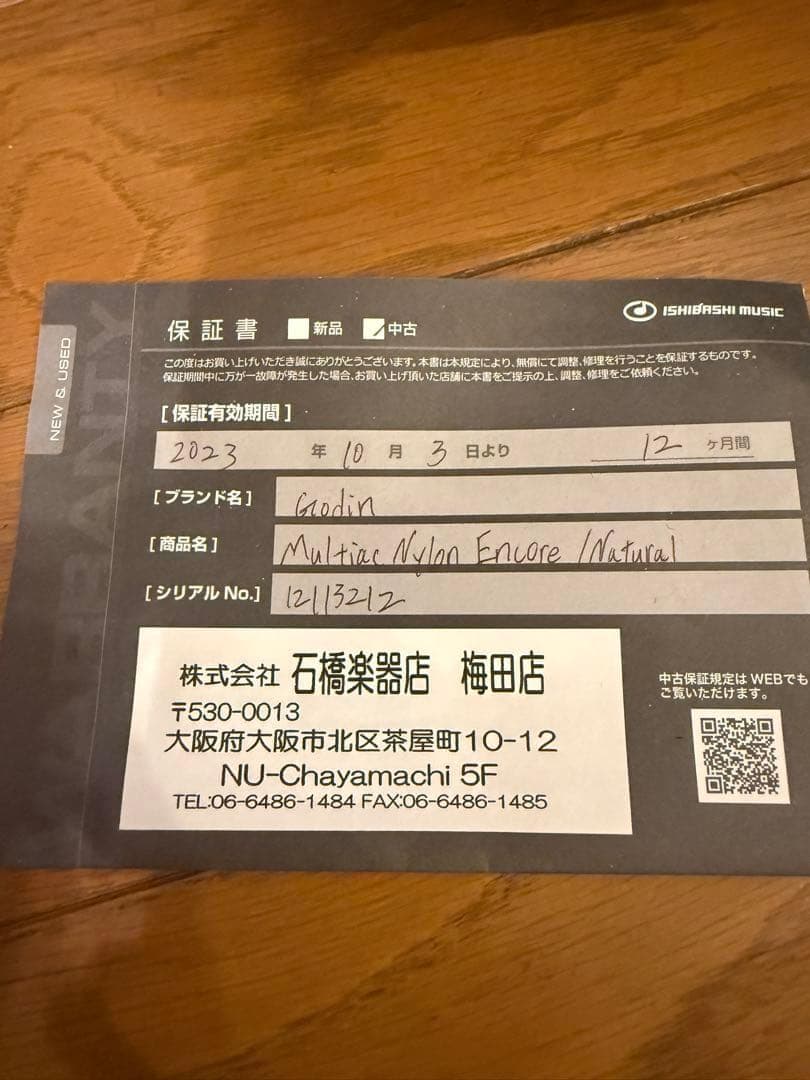 ISHIBASHI MUSIC
保証書 新品 中古
この度はお買い上げいただき誠にありがとうございます。本書は本規定により、無償にて調整、修理を行うことを保証するものです。
保証期間中に万が一故障が発生した場合、お買い上げ頂いた店舗に本書をご提示の上、調整、修理をご依頼ください。
NEW & USED
[保証有効期間]
2023 年 10 月 3 日より 12 ヶ月間
[ブランド名] Godin
[商品名] Multiac Nylon Encore /Natural
[シリアル No.] 12113212
株式会社 石橋楽器店 梅田店
〒530-0013
大阪府大阪市北区茶屋町10-12
NU-Chayamachi 5F
TEL:06-6486-1484 FAX:06-6486-1485
中古保証規定は WEBでも
ご覧いただけます。